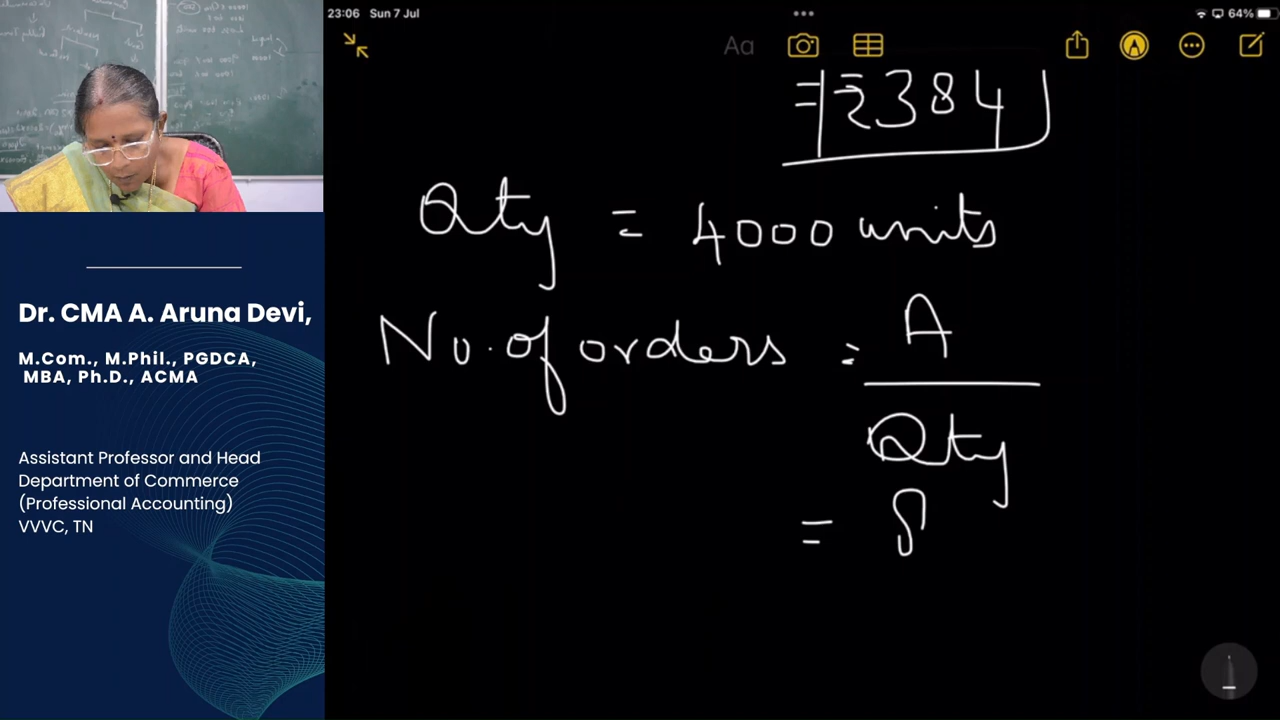 23:06 Sun 7 Jul
64%
Aa
= ₹384
Qty = 4000 units
No. of orders = A
Qty
= 8
Dr. CMA A. Aruna Devi,
M.Com., M.Phil., PGDCA,
MBA, Ph.D., ACMA
Assistant Professor and Head
Department of Commerce
(Professional Accounting)
VVVC, TN